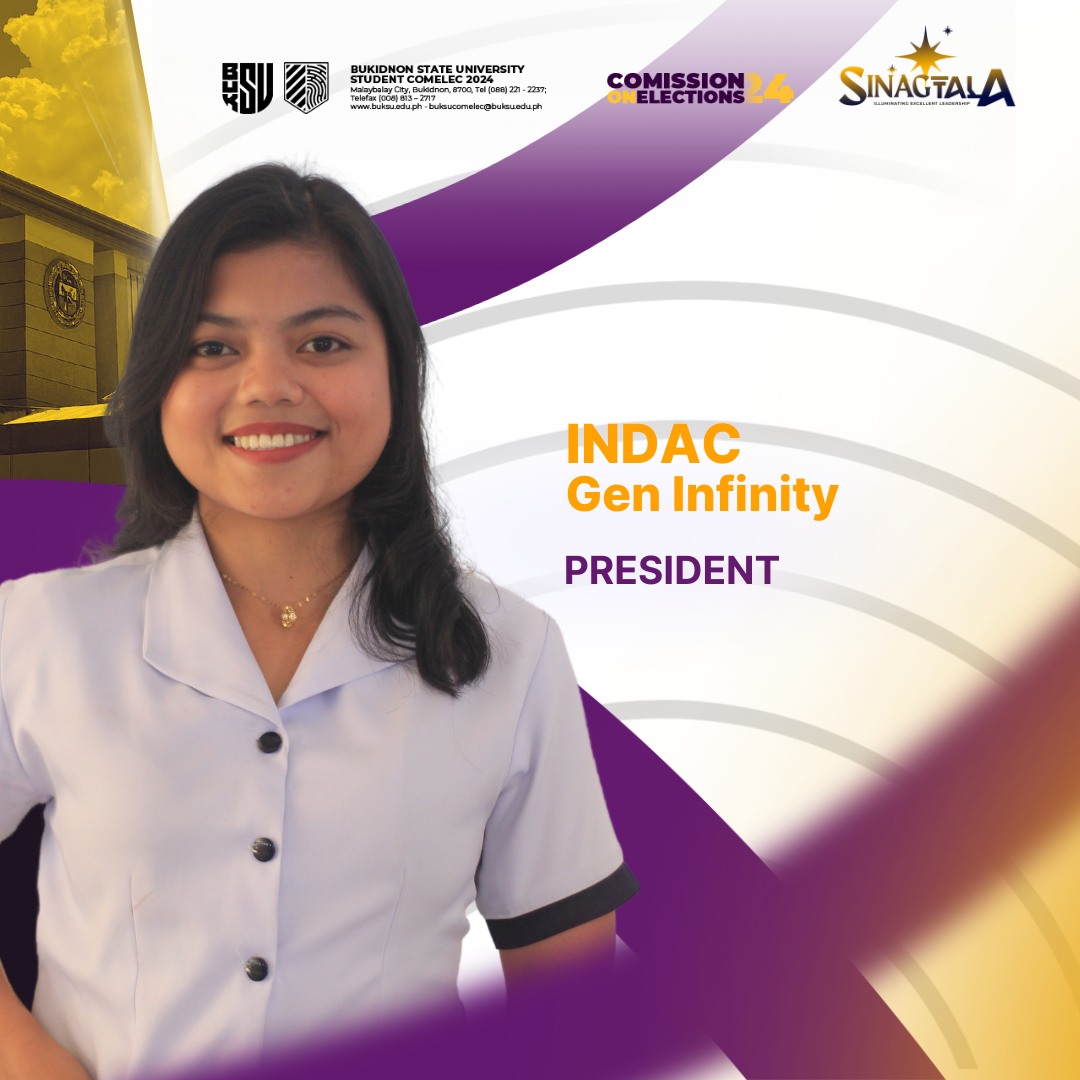 BUKSU
BUKIDNON STATE UNIVERSITY
STUDENT COMELEC 2024
Malaybalay City, Bukidnon, 8700, Tel (088) 221 - 2237;
Telefax (008) 813 – 2717
www.buksu.edu.ph - buksucomelec@buksu.edu.ph
COMISSION
ONELECTIONS24
SINAGTALA
ILLUMINATING EXCELLENT LEADERSHIP
INDAC
Gen Infinity
PRESIDENT